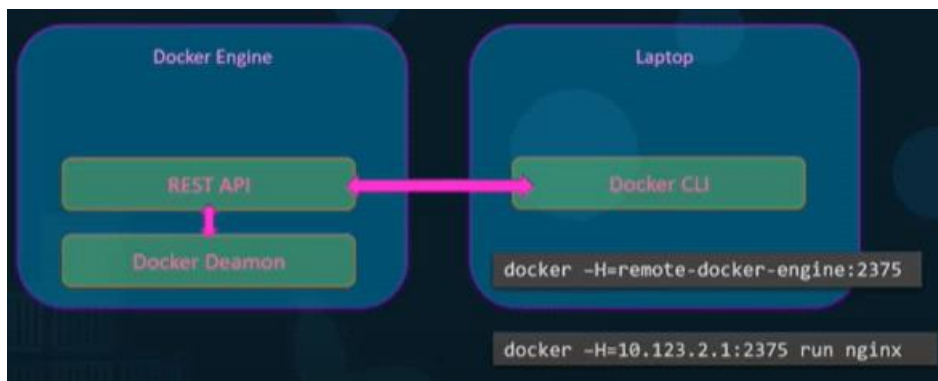 Docker Engine
REST API
Docker Deamon
Laptop
Docker CLI
docker –H=remote-docker-engine:2375
docker –H=10.123.2.1:2375 run nginx